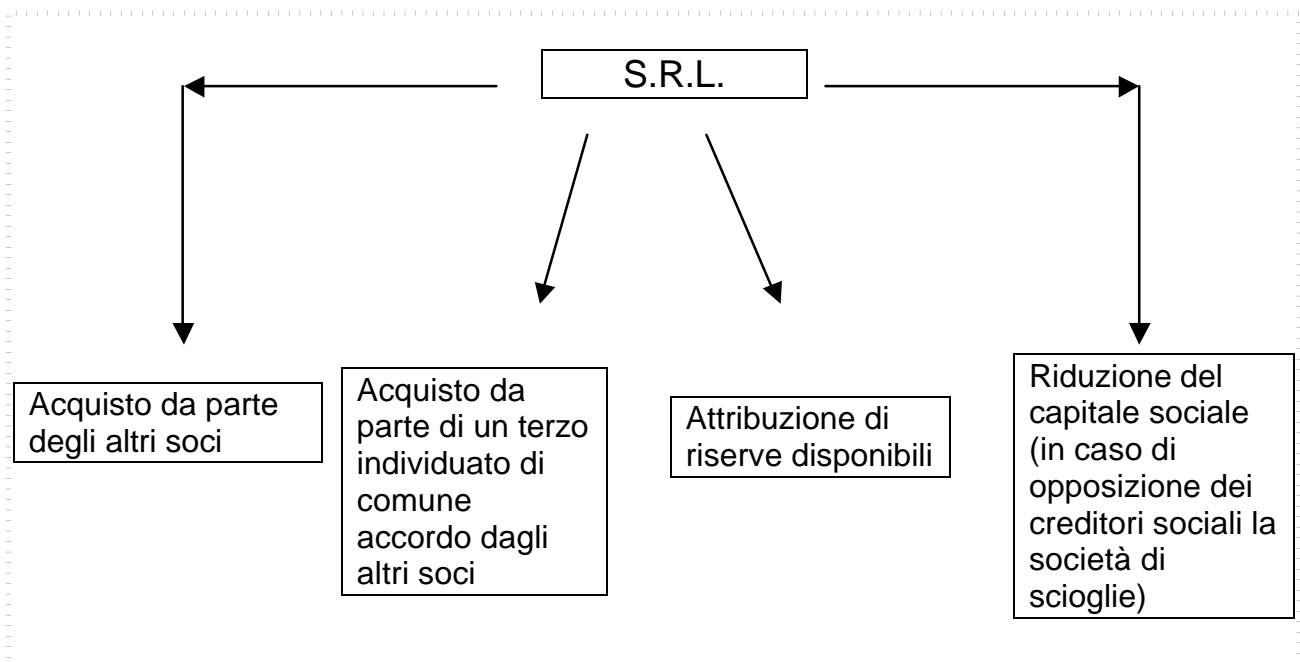 S.R.L.
Acquisto da parte
degli altri soci
Acquisto da
parte di un terzo
individuato di
comune
accordo dagli
altri soci
Attribuzione di
riserve disponibili
Riduzione del
capitale sociale
(in caso di
opposizione dei
creditori sociali la
società di
scioglie)